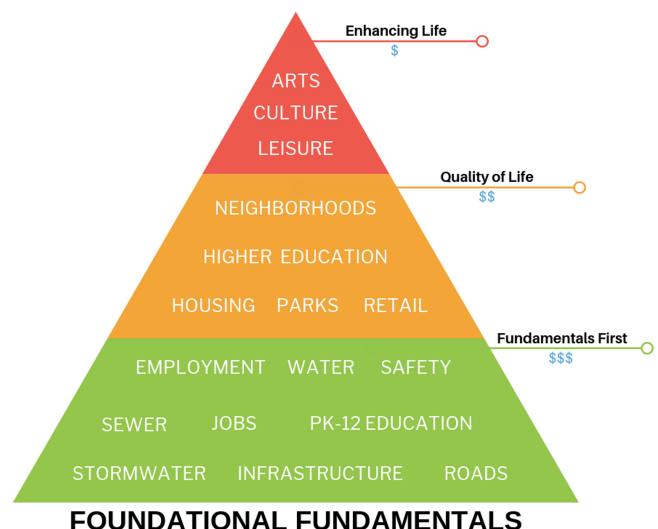 Enhancing Life
$
ARTS
CULTURE
LEISURE
Quality of Life
$$
NEIGHBORHOODS
HIGHER EDUCATION
HOUSING PARKS RETAIL
Fundamentals First
$$$
EMPLOYMENT WATER SAFETY
SEWER JOBS PK-12 EDUCATION
STORMWATER INFRASTRUCTURE ROADS
FOUNDATIONAL FUNDAMENTALS